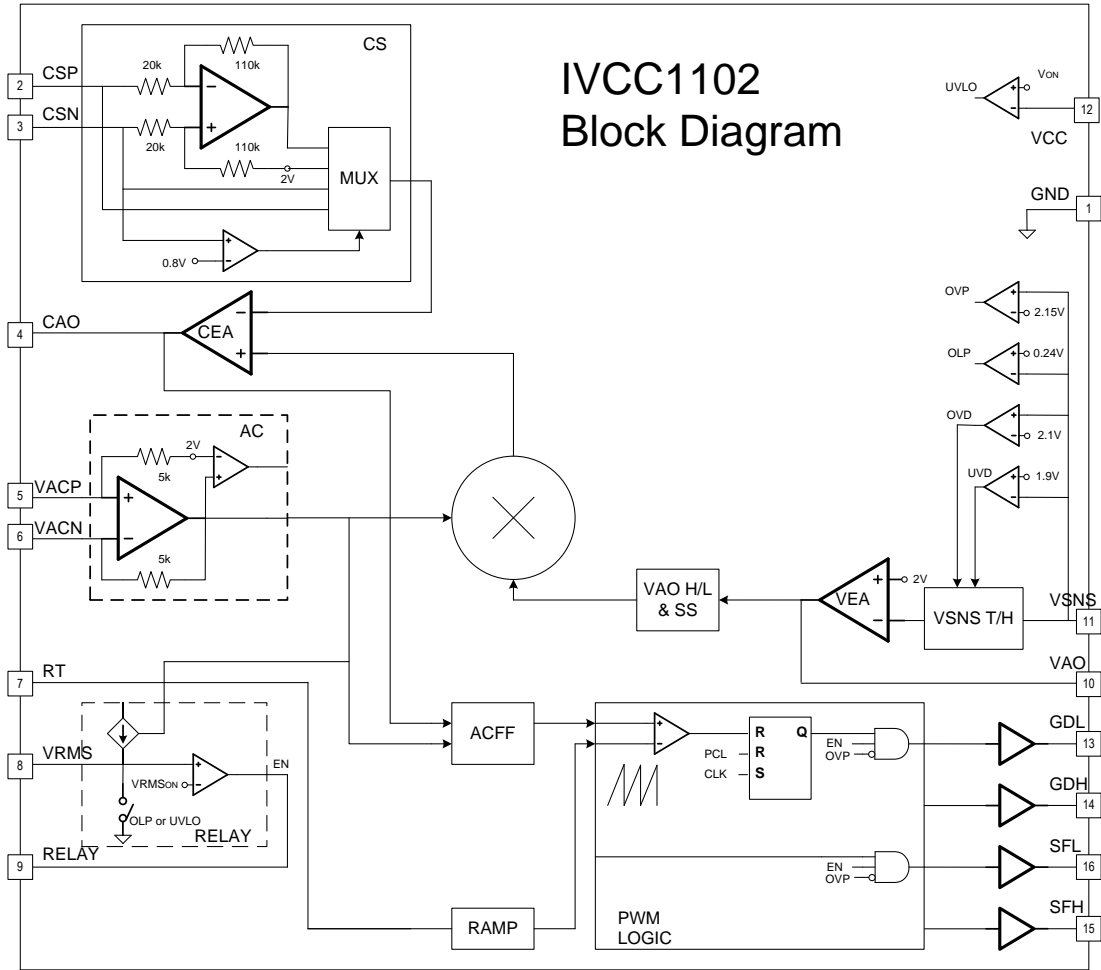 IVCC1102
Block Diagram
CS
2 CSP
3 CSN
20k
110k
20k
110k
2V
MUX
0.8V
− +
+ −
UVLO
VON
+ −
12
VCC
GND
1
OVP
+ −
2.15V
OLP
+ −
0.24V
OVD
+ −
2.1V
UVD
+ −
1.9V
4 CAO
CEA
− +
AC
2V
5k
5 VACP
6 VACN
+ −
− +
5k
VAO H/L
& SS
VEA
+ −
2V
VSNS T/H
VSNS
11
VAO
10
7 RT
8 VRMS
VRMSON
+ −
EN
OLP or UVLO
RELAY
9 RELAY
ACFF
RAMP
+ −
R Q
R
S
PCL
CLK
EN
OVP
EN
OVP
PWM
LOGIC
GDL
13
GDH
14
SFL
16
SFH
15